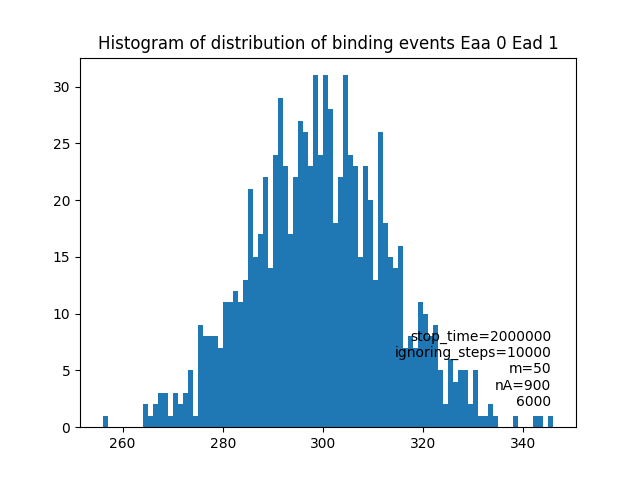 Histogram of distribution of binding events Eaa 0 Ead 1
30
25
20
15
10
5
0
stop_time=2000000
ignoring_steps=10000
m=50
nA=900
6000
260 280 300 320 340